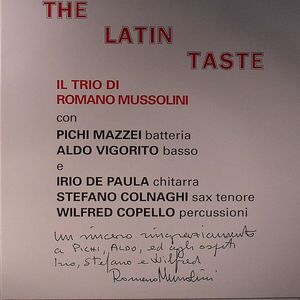 THE
LATIN
TASTE
IL TRIO DI
ROMANO MUSSOLINI
con
PICHI MAZZEI batteria
ALDO VIGORITO basso
e
IRIO DE PAULA chitarra
STEFANO COLNAGHI sax tenore
WILFRED COPELLO percussioni
Un sincero ringraziamento
a PICHI, ALDO, ed agli ospiti
Irio, Stefano e Wilfred
Romano Mussolini